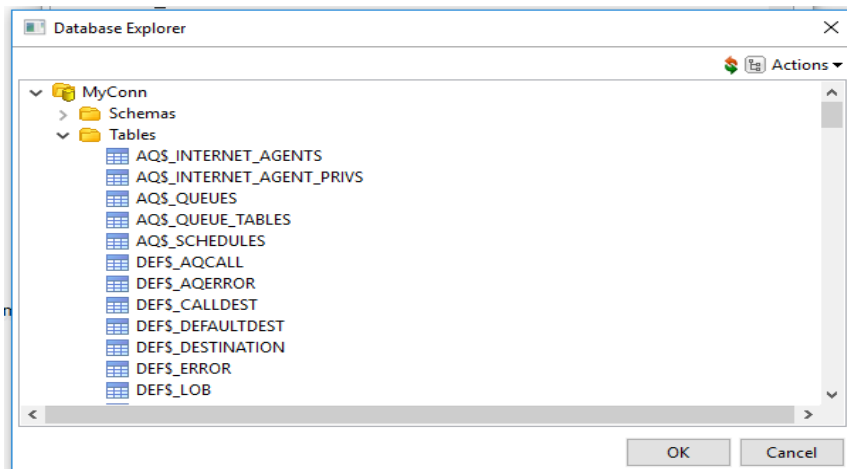 Database Explorer
Actions
MyConn
Schemas
Tables
AQ$_INTERNET_AGENTS
AQ$_INTERNET_AGENT_PRIVS
AQ$_QUEUES
AQ$_QUEUE_TABLES
AQ$_SCHEDULES
DEF$_AQCALL
DEF$_AQERROR
DEF$_CALLDEST
DEF$_DEFAULTDEST
DEF$_DESTINATION
DEF$_ERROR
DEF$_LOB
OK Cancel